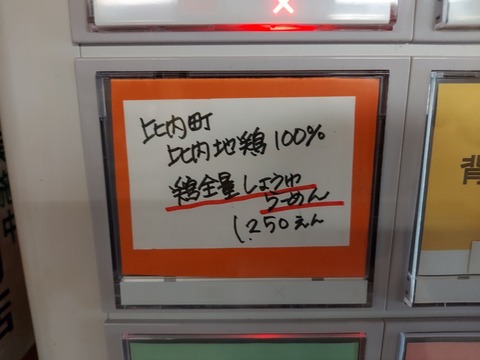 比内町
比内地鶏100%
鶏全量しょうゆ
らーめん
1,250えん
背